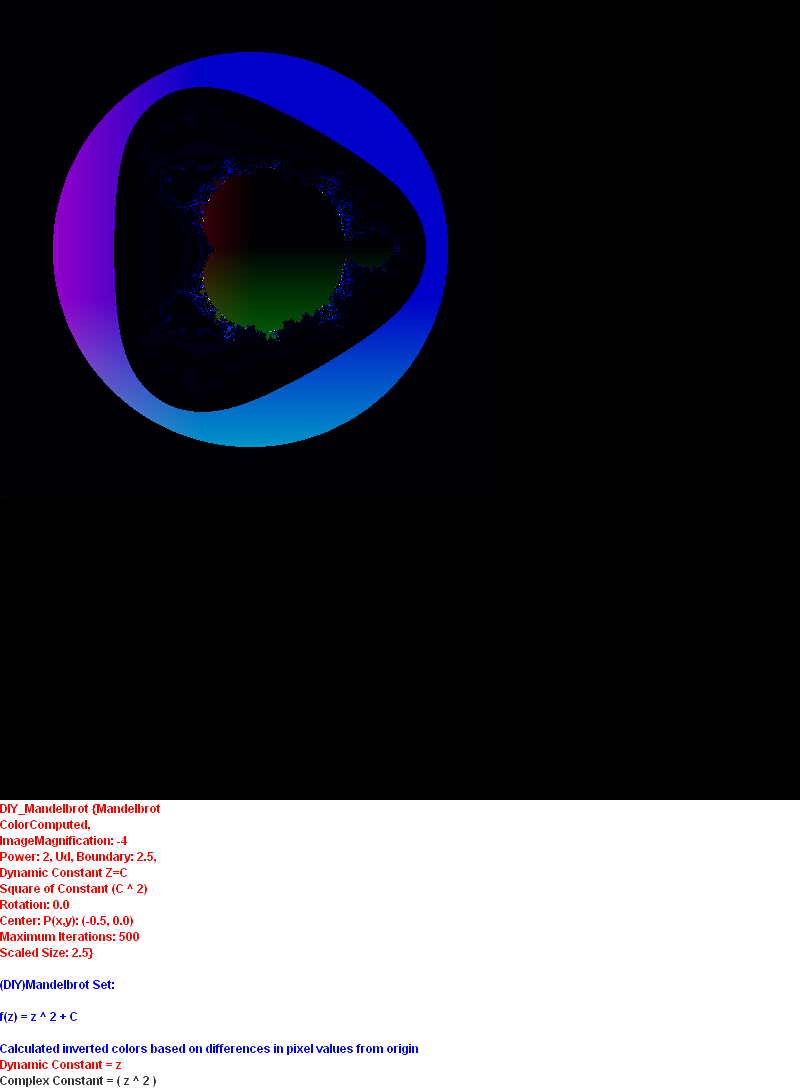 DIY_Mandelbrot {Mandelbrot
ColorComputed,
ImageMagnification: -4
Power: 2, Ud, Boundary: 2.5,
Dynamic Constant Z=C
Square of Constant (C ^ 2)
Rotation: 0.0
Center: P(x,y): (-0.5, 0.0)
Maximum Iterations: 500
Scaled Size: 2.5}
(DIY)Mandelbrot Set:
f(z) = z ^ 2 + C
Calculated inverted colors based on differences in pixel values from origin
Dynamic Constant = z
Complex Constant = ( z ^ 2 )